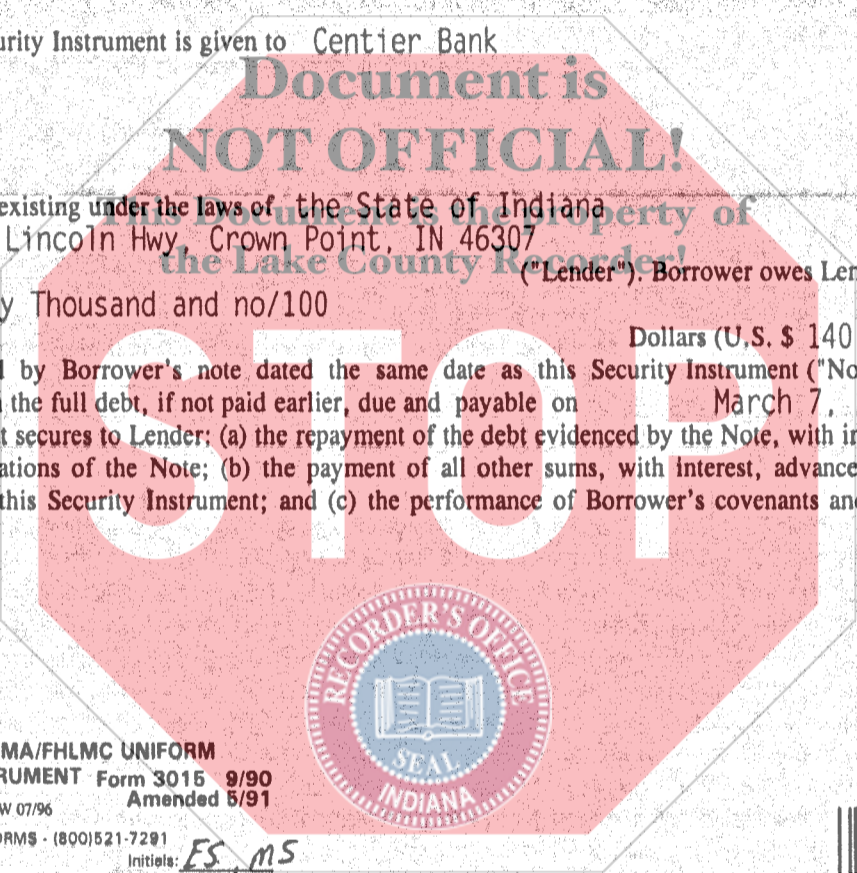 urity Instrument is given to Centier Bank
Document is
NOT OFFICIAL!
existing under the laws of the State of Indiana
This Document is the property of
Lincoln Hwy, Crown Point, IN 46307
the Lake County Recorder!
("Lender"). Borrower owes Len
y Thousand and no/100
Dollars (U.S. $ 140
d by Borrower's note dated the same date as this Security Instrument ("No
the full debt, if not paid earlier, due and payable on March 7,
t secures to Lender: (a) the repayment of the debt evidenced by the Note, with in
ations of the Note; (b) the payment of all other sums, with interest, advance
this Security Instrument; and (c) the performance of Borrower's covenants and
STOP
RECORDER'S OFFICE
SEAL
INDIANA
MA/FHLMC UNIFORM
RUMENT Form 3015 9/90
Amended 5/91
W 07/96
ORMS - (800)521-7291
Initials: FS MS